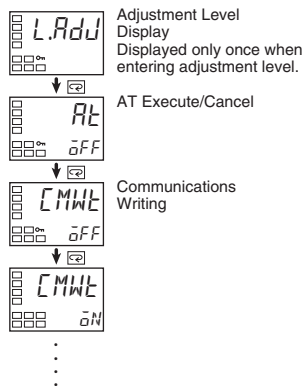 L.AdJ
Adjustment Level
Display
Displayed only once when
entering adjustment level.
At
oFF
AT Execute/Cancel
CMWt
oFF
Communications
Writing
CMWt
oN